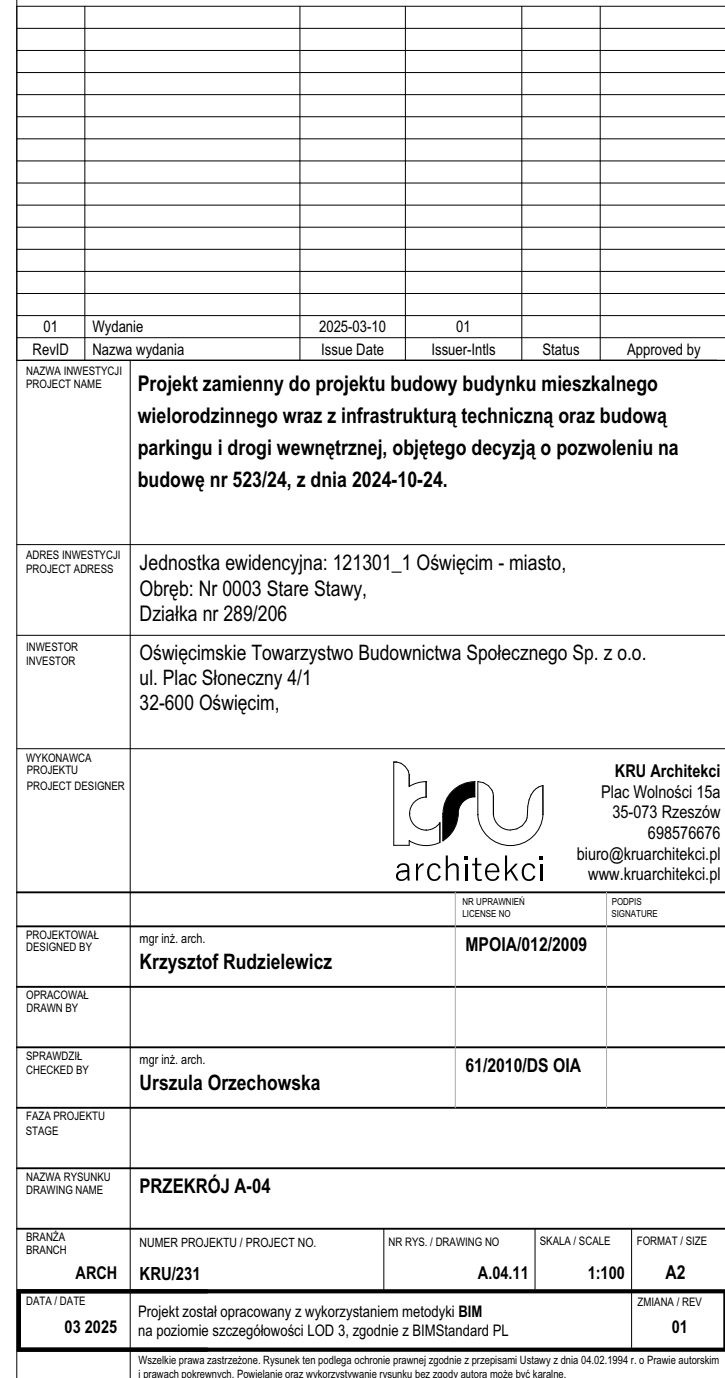 01 Wydanie 2025-03-10 01
RevID Nazwa wydania Issue Date Issuer-Intls Status Approved by
NAZWA INWESTYCJI
PROJECT NAME
Projekt zamienny do projektu budowy budynku mieszkalnego
wielorodzinnego wraz z infrastrukturą techniczną oraz budową
parkingu i drogi wewnętrznej, objętego decyzją o pozwoleniu na
budowę nr 523/24, z dnia 2024-10-24.
ADRES INWESTYCJI
PROJECT ADRESS
Jednostka ewidencyjna: 121301_1 Oświęcim - miasto,
Obręb: Nr 0003 Stare Stawy,
Działka nr 289/206
INWESTOR
INVESTOR
Oświęcimskie Towarzystwo Budownictwa Społecznego Sp. z o.o.
ul. Plac Słoneczny 4/1
32-600 Oświęcim,
WYKONAWCA
PROJEKTU
PROJECT DESIGNER
kru
architekci
KRU Architekci
Plac Wolności 15a
35-073 Rzeszów
698576676
biuro@kruarchitekci.pl
www.kruarchitekci.pl
NR UPRAWNIEŃ
LICENSE NO
PODPIS
SIGNATURE
PROJEKTOWAŁ
DESIGNED BY
mgr inż. arch.
Krzysztof Rudzielewicz
MPOIA/012/2009
OPRACOWAŁ
DRAWN BY
SPRAWDZIŁ
CHECKED BY
mgr inż. arch.
Urszula Orzechowska
61/2010/DS OIA
FAZA PROJEKTU
STAGE
NAZWA RYSUNKU
DRAWING NAME
PRZEKRÓJ A-04
BRANŻA
BRANCH
ARCH
NUMER PROJEKTU / PROJECT NO.
KRU/231
NR RYS. / DRAWING NO
A.04.11
SKALA / SCALE
1:100
FORMAT / SIZE
A2
DATA / DATE
03 2025
Projekt został opracowany z wykorzystaniem metodyki BIM
na poziomie szczegółowości LOD 3, zgodnie z BIMStandard PL
ZMIANA / REV
01
Wszelkie prawa zastrzeżone. Rysunek ten podlega ochronie prawnej zgodnie z przepisami Ustawy z dnia 04.02.1994 r. o Prawie autorskim
i prawach pokrewnych. Powielanie oraz wykorzystywanie rysunku bez zgody autora może być karalne.